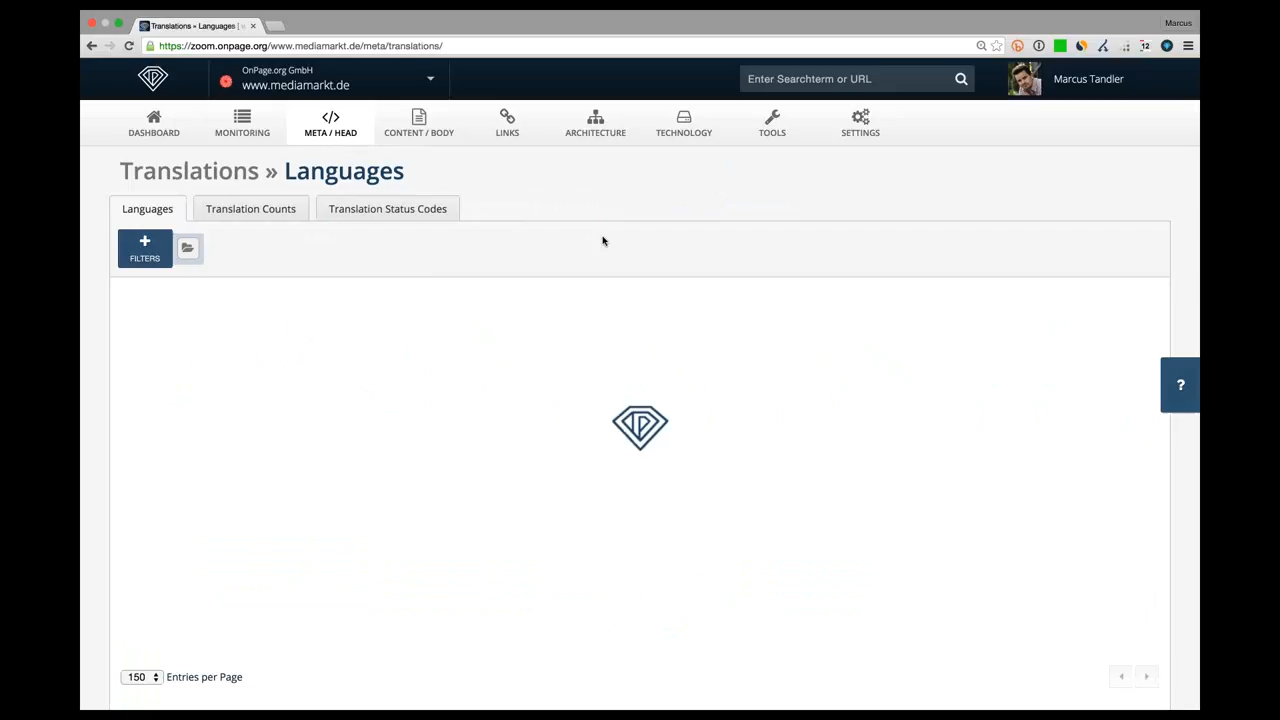 Translations » Languages [
Marcus
https://zoom.onpage.org/www.mediamarkt.de/meta/translations/
12
OnPage.org GmbH
www.mediamarkt.de
Enter Searchterm or URL
Marcus Tandler
DASHBOARD
MONITORING
META / HEAD
CONTENT / BODY
LINKS
ARCHITECTURE
TECHNOLOGY
TOOLS
SETTINGS
Translations » Languages
Languages
Translation Counts
Translation Status Codes
FILTERS
?
150 Entries per Page